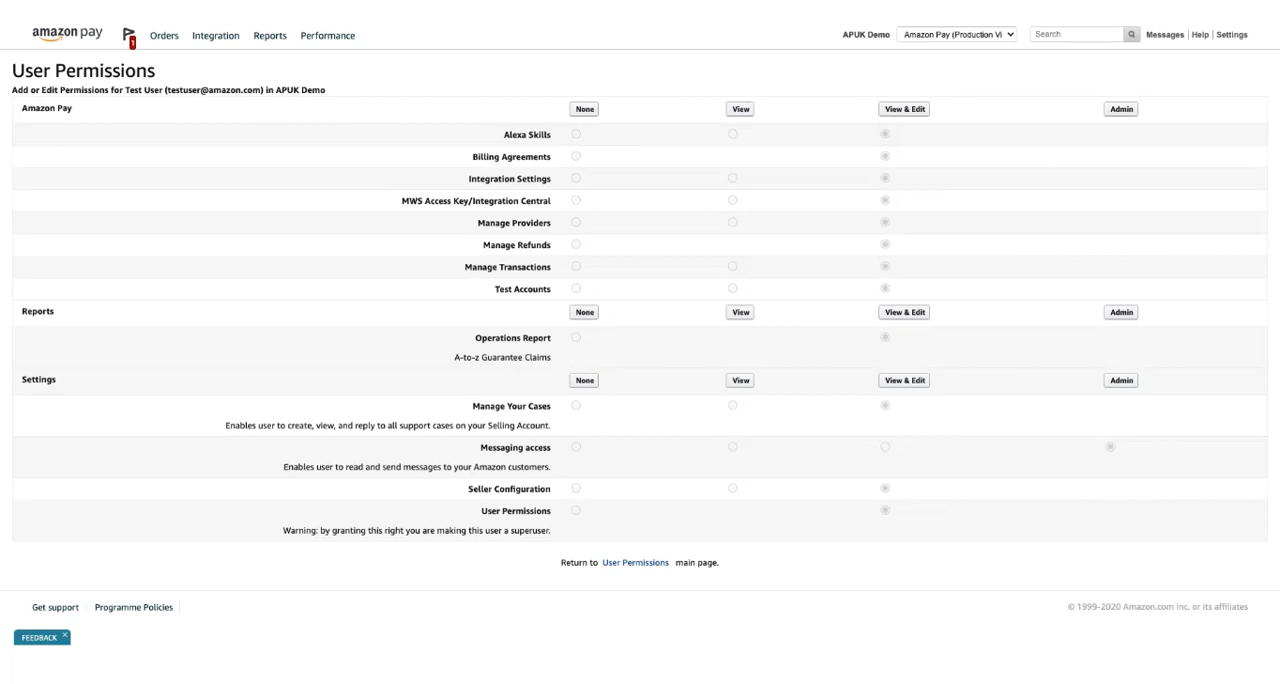 amazon pay
1
Orders Integration Reports Performance
APUK Demo Amazon Pay (Production Vi Search Messages | Help | Settings
User Permissions
Add or Edit Permissions for Test User (testuser@amazon.com) in APUK Demo
Amazon Pay None View View & Edit Admin
Alexa Skills
Billing Agreements
Integration Settings
MWS Access Key/Integration Central
Manage Providers
Manage Refunds
Manage Transactions
Test Accounts
Reports None View View & Edit Admin
Operations Report
A-to-z Guarantee Claims
Settings None View View & Edit Admin
Manage Your Cases
Enables user to create, view, and reply to all support cases on your Selling Account.
Messaging access
Enables user to read and send messages to your Amazon customers.
Seller Configuration
User Permissions
Warning: by granting this right you are making this user a superuser.
Return to User Permissions main page.
Get support Programme Policies © 1999-2020 Amazon.com Inc. or its affiliates
FEEDBACK ×